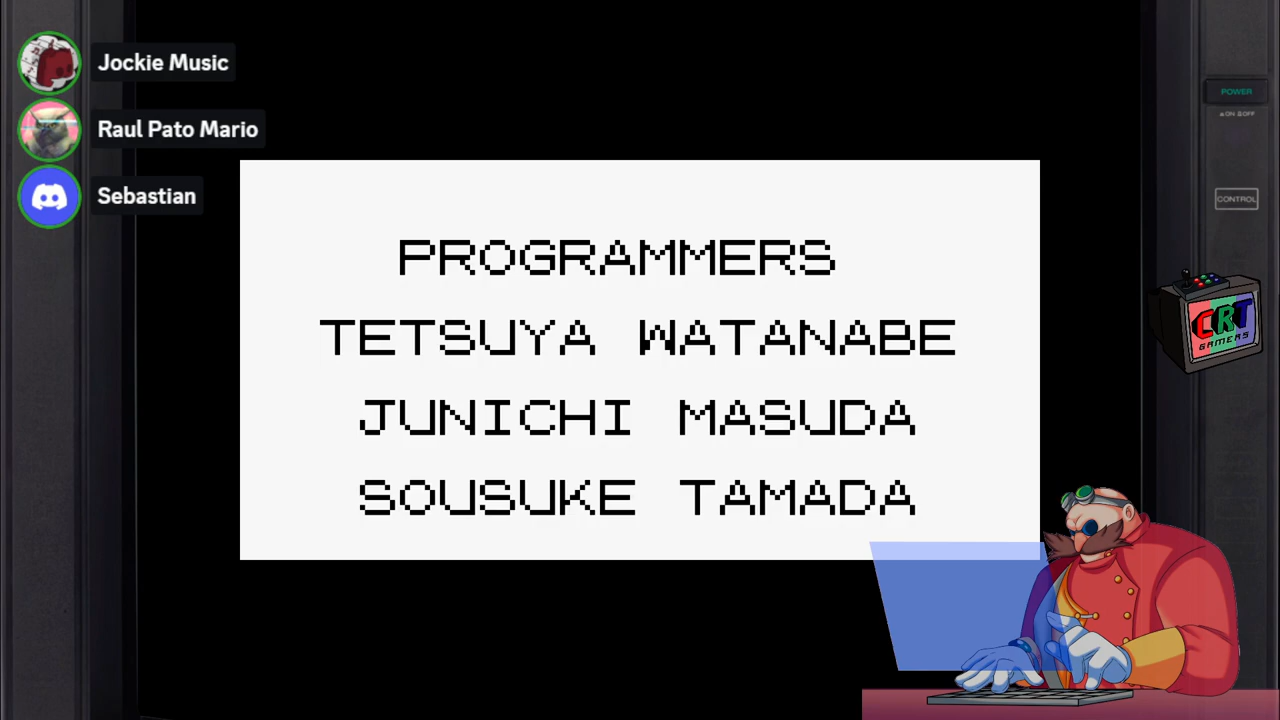 Jockie Music
Raul Pato Mario
Sebastian
PROGRAMMERS
TETSUYA WATANABE
JUNICHI MASUDA
SOUSUKE TAMADA
POWER
CONTROL
CRT
GAMERS